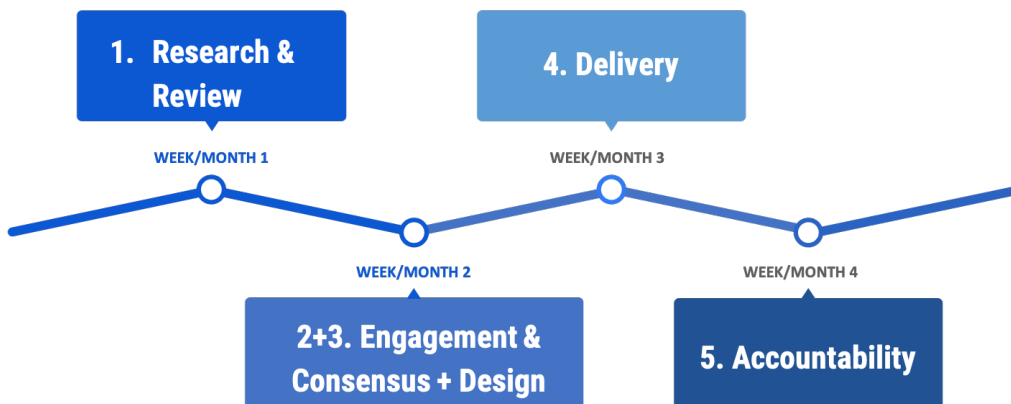 1. Research &
Review
4. Delivery
WEEK/MONTH 1
WEEK/MONTH 3
WEEK/MONTH 2
WEEK/MONTH 4
2+3. Engagement &
Consensus + Design
5. Accountability